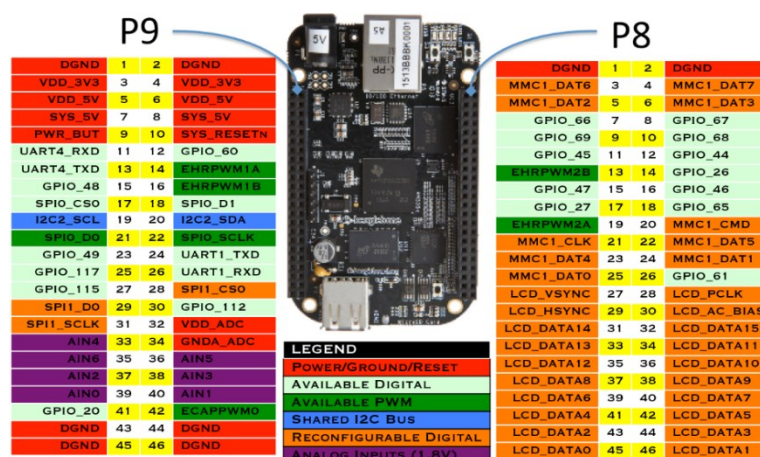 P9
P8
DGND 1 2 DGND
VDD_3V3 3 4 VDD_3V3
VDD_5V 5 6 VDD_5V
SYS_5V 7 8 SYS_5V
PWR_BUT 9 10 SYS_RESETN
UART4_RXD 11 12 GPIO_60
UART4_TXD 13 14 EHRPWM1A
GPIO_48 15 16 EHRPWM1B
SPI0_CS0 17 18 SPI0_D1
I2C2_SCL 19 20 I2C2_SDA
SPI0_D0 21 22 SPI0_SCLK
GPIO_49 23 24 UART1_TXD
GPIO_117 25 26 UART1_RXD
GPIO_115 27 28 SPI1_CS0
SPI1_D0 29 30 GPIO_112
SPI1_SCLK 31 32 VDD_ADC
AIN4 33 34 GNDA_ADC
AIN6 35 36 AIN5
AIN2 37 38 AIN3
AIN0 39 40 AIN1
GPIO_20 41 42 ECAPPWM0
DGND 43 44 DGND
DGND 45 46 DGND
5V
1513BBBK0001
10/100 Ethernet
beaglebone
LEGEND
POWER/GROUND/RESET
AVAILABLE DIGITAL
AVAILABLE PWM
SHARED I2C BUS
RECONFIGURABLE DIGITAL
ANALOG INPUTS (1.8V)
DGND 1 2 DGND
MMC1_DAT6 3 4 MMC1_DAT7
MMC1_DAT2 5 6 MMC1_DAT3
GPIO_66 7 8 GPIO_67
GPIO_69 9 10 GPIO_68
GPIO_45 11 12 GPIO_44
EHRPWM2B 13 14 GPIO_26
GPIO_47 15 16 GPIO_46
GPIO_27 17 18 GPIO_65
EHRPWM2A 19 20 MMC1_CMD
MMC1_CLK 21 22 MMC1_DAT5
MMC1_DAT4 23 24 MMC1_DAT1
MMC1_DAT0 25 26 GPIO_61
LCD_VSYNC 27 28 LCD_PCLK
LCD_HSYNC 29 30 LCD_AC_BIAS
LCD_DATA14 31 32 LCD_DATA15
LCD_DATA13 33 34 LCD_DATA11
LCD_DATA12 35 36 LCD_DATA10
LCD_DATA8 37 38 LCD_DATA9
LCD_DATA6 39 40 LCD_DATA7
LCD_DATA4 41 42 LCD_DATA5
LCD_DATA2 43 44 LCD_DATA3
LCD_DATA0 45 46 LCD_DATA1